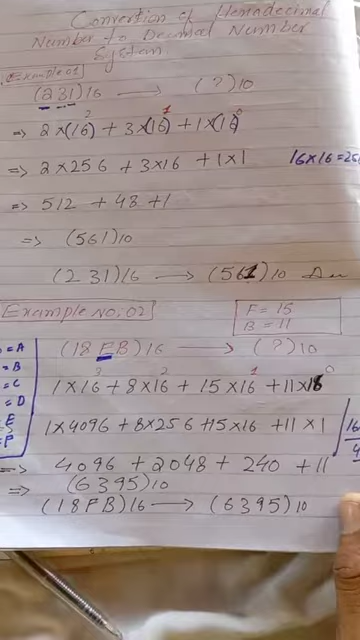 Convertion of Hexadecimal
Number to Decimal Number
System
Example 01
(231)16 → (?)10
=> 2×(16)² + 3×(16)¹ + 1×(16)⁰
=> 2×256 + 3×16 + 1×1 16×16=256
=> 512 + 48 + 1
=> (561)10
(231)16 → (561)10 Ans
Example No. 02
F = 15
B = 11
= A
= B
= C
= D
= E
= F
(18FB)16 → (?)10
1×16³ + 8×16² + 15×16¹ + 11×16⁰
1×4096 + 8×256 + 15×16 + 11×1
=> 4096 + 2048 + 240 + 11
=> (6395)10
(18FB)16 → (6395)10